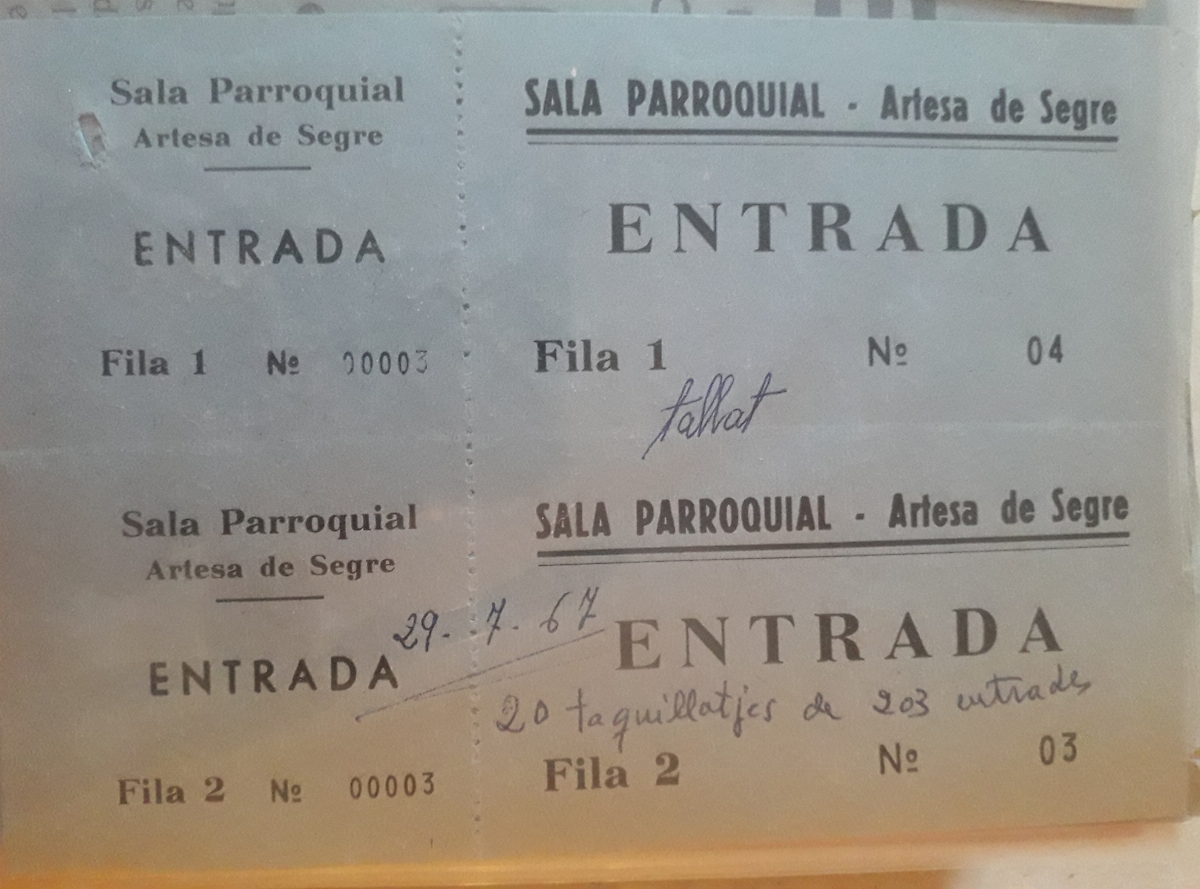 Sala Parroquial
Artesa de Segre
ENTRADA
Fila 1 Nº 00003
SALA PARROQUIAL - Artesa de Segre
ENTRADA
Fila 1 Nº 04
tallat
Sala Parroquial
Artesa de Segre
ENTRADA
Fila 2 Nº 00003
29-7-67
SALA PARROQUIAL - Artesa de Segre
ENTRADA
20 taquillatjes de 203 entrades
Fila 2 Nº 03